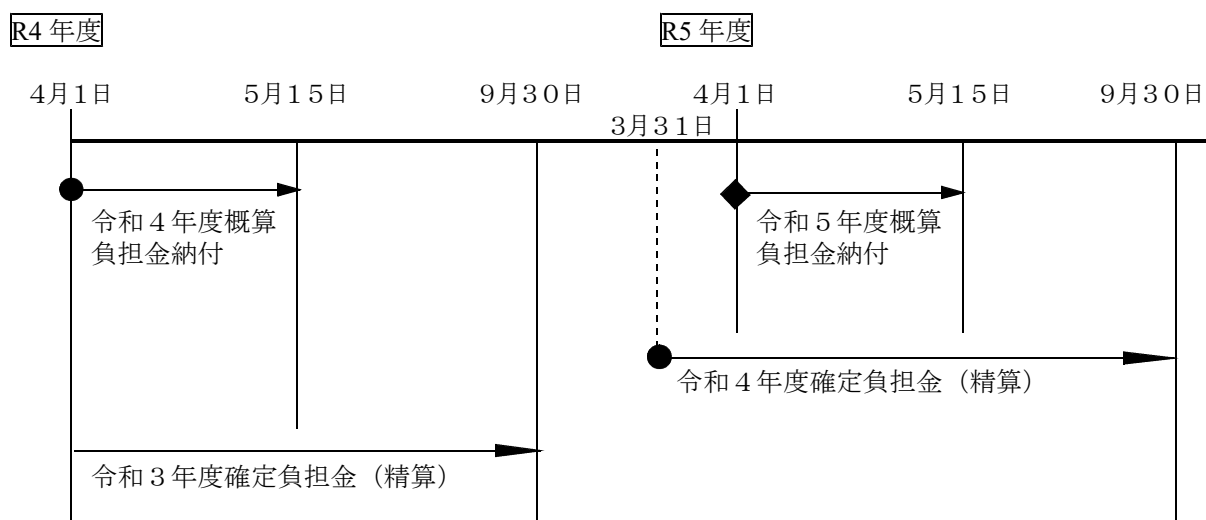 R4 年度
R5 年度
4月1日
5月15日
9月30日
4月1日
5月15日
9月30日
3月31日
令和4年度概算
負担金納付
令和5年度概算
負担金納付
令和4年度確定負担金（精算）
令和3年度確定負担金（精算）